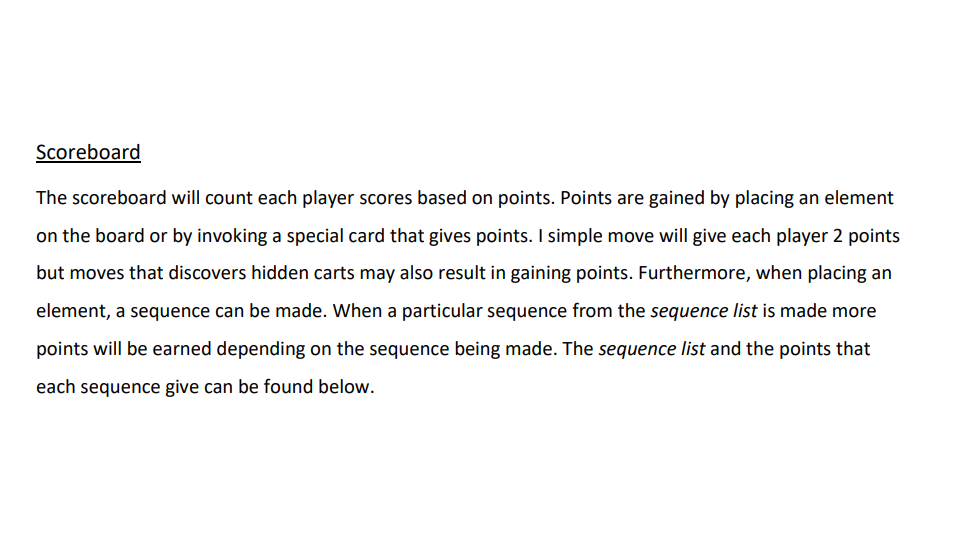 Scoreboard
The scoreboard will count each player scores based on points. Points are gained by placing an element
on the board or by invoking a special card that gives points. I simple move will give each player 2 points
but moves that discovers hidden carts may also result in gaining points. Furthermore, when placing an
element, a sequence can be made. When a particular sequence from the sequence list is made more
points will be earned depending on the sequence being made. The sequence list and the points that
each sequence give can be found below.